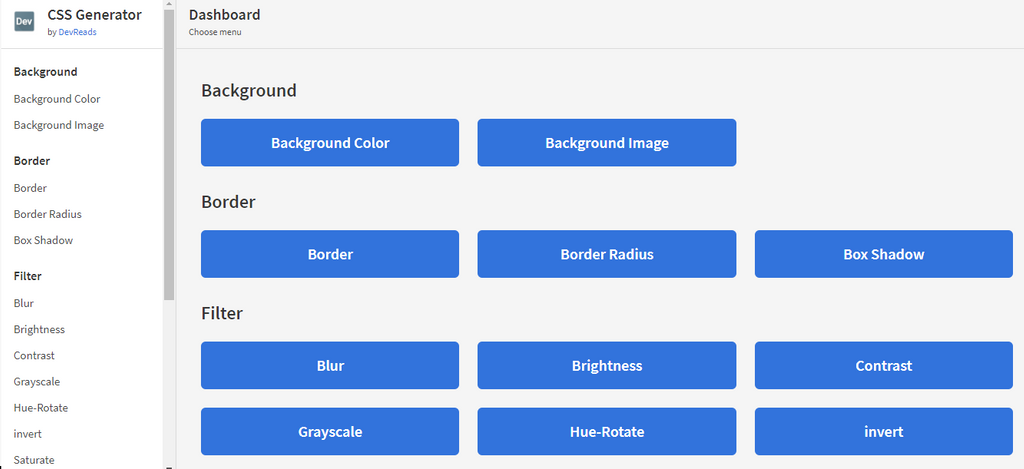 Dev
CSS Generator
by DevReads
Background
Background Color
Background Image
Border
Border
Border Radius
Box Shadow
Filter
Blur
Brightness
Contrast
Grayscale
Hue-Rotate
invert
Saturate
Dashboard
Choose menu
Background
Background Color
Background Image
Border
Border
Border Radius
Box Shadow
Filter
Blur
Brightness
Contrast
Grayscale
Hue-Rotate
invert